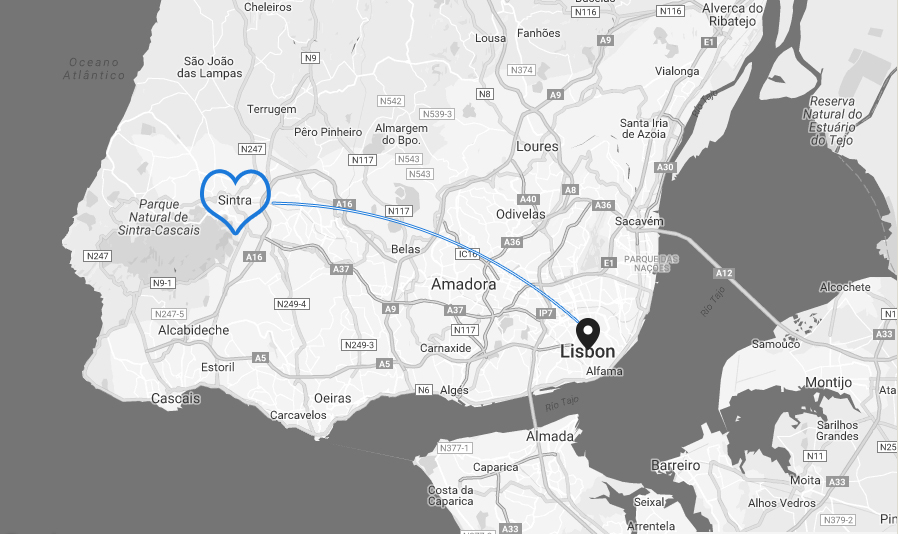 Cheleiros
N116
N116
Alverca do
Ribatejo
Lousa
Fanhões
A9
E1
Oceano
Atlântico
São João
das Lampas
N9
N374
Vialonga
N8
A9
N542
N539-3
Terrugem
Pêro Pinheiro
Almargem
do Bpo.
Santa Iria
de Azoia
Reserva
Natural do
Estuário
do Tejo
N247
N117
N543
N543
Loures
A30
Sintra
A16
N117
A40
A8
A36
Odivelas
Sacavém
Parque
Natural de
Sintra-Cascais
N247
A16
Belas
IC16
A36
E1
PARQUE DAS
NAÇÕES
A37
A12
N9-1
Amadora
Alcochete
Rio Tejo
N249-4
A9
A37
IP7
N247-5
Alcabideche
N117
N249-3
Carnaxide
Lisbon
Samouco
A5
A5
Estoril
Alfama
N6
Algés
Montijo
Cascais
Oeiras
Carcavelos
Rio Tejo
Almada
Sarilhos
Grandes
N377-1
N11
Caparica
Barreiro
Moita
A33
Costa da
Caparica
Seixal
Alhos Vedros
N379-2
A33
Arrentela